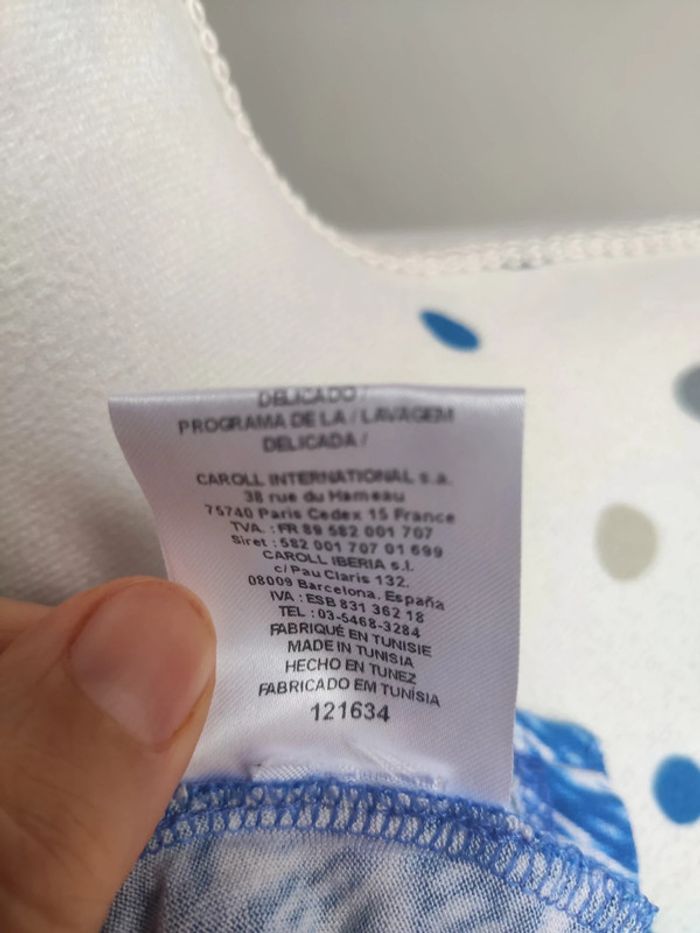 DELICADO /
PROGRAMA DE LA / LAVAGEM
DELICADA /
CAROLL INTERNATIONAL s.a.
38 rue du Hameau
75740 Paris Cedex 15 France
TVA. : FR 89 582 001 707
Siret : 582 001 707 01 699
CAROLL IBERIA s.l.
c/ Pau Claris 132.
08009 Barcelona. España
IVA : ESB 831 362 18
TEL : 03-5468-3284
FABRIQUÉ EN TUNISIE
MADE IN TUNISIA
HECHO EN TUNEZ
FABRICADO EM TUNÍSIA
121634